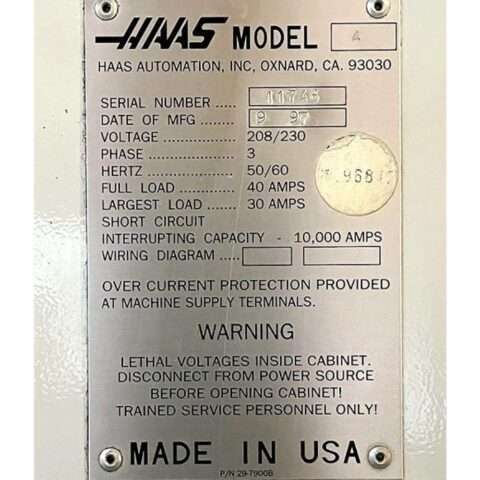 HAAS MODEL 4
HAAS AUTOMATION, INC, OXNARD, CA. 93030
SERIAL NUMBER .....
DATE OF MFG ........ 9 97
VOLTAGE .................. 208/230
PHASE ....................... 3
HERTZ ....................... 50/60
FULL LOAD .............. 40 AMPS
LARGEST LOAD ...... 30 AMPS
SHORT CIRCUIT
INTERRUPTING CAPACITY - 10,000 AMPS
WIRING DIAGRAM .....
OVER CURRENT PROTECTION PROVIDED
AT MACHINE SUPPLY TERMINALS.
WARNING
LETHAL VOLTAGES INSIDE CABINET.
DISCONNECT FROM POWER SOURCE
BEFORE OPENING CABINET!
TRAINED SERVICE PERSONNEL ONLY!
MADE IN USA
P/N 29-7900B